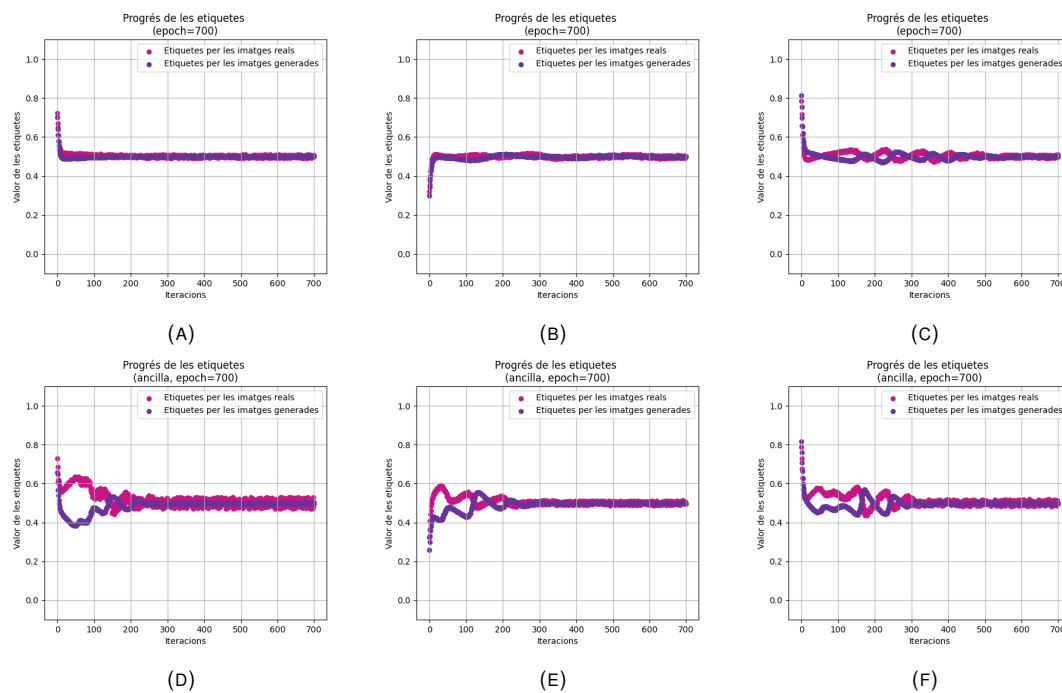 Progrés de les etiquetes
(epoch=700)
Etiquetes per les imatges reals
Etiquetes per les imatges generades
Valor de les etiquetes
1.0
0.8
0.6
0.4
0.2
0.0
0 100 200 300 400 500 600 700
Iteracions
(A)
Progrés de les etiquetes
(epoch=700)
Etiquetes per les imatges reals
Etiquetes per les imatges generades
Valor de les etiquetes
1.0
0.8
0.6
0.4
0.2
0.0
0 100 200 300 400 500 600 700
Iteracions
(B)
Progrés de les etiquetes
(epoch=700)
Etiquetes per les imatges reals
Etiquetes per les imatges generades
Valor de les etiquetes
1.0
0.8
0.6
0.4
0.2
0.0
0 100 200 300 400 500 600 700
Iteracions
(C)
Progrés de les etiquetes
(ancilla, epoch=700)
Etiquetes per les imatges reals
Etiquetes per les imatges generades
Valor de les etiquetes
1.0
0.8
0.6
0.4
0.2
0.0
0 100 200 300 400 500 600 700
Iteracions
(D)
Progrés de les etiquetes
(ancilla, epoch=700)
Etiquetes per les imatges reals
Etiquetes per les imatges generades
Valor de les etiquetes
1.0
0.8
0.6
0.4
0.2
0.0
0 100 200 300 400 500 600 700
Iteracions
(E)
Progrés de les etiquetes
(ancilla, epoch=700)
Etiquetes per les imatges reals
Etiquetes per les imatges generades
Valor de les etiquetes
1.0
0.8
0.6
0.4
0.2
0.0
0 100 200 300 400 500 600 700
Iteracions
(F)